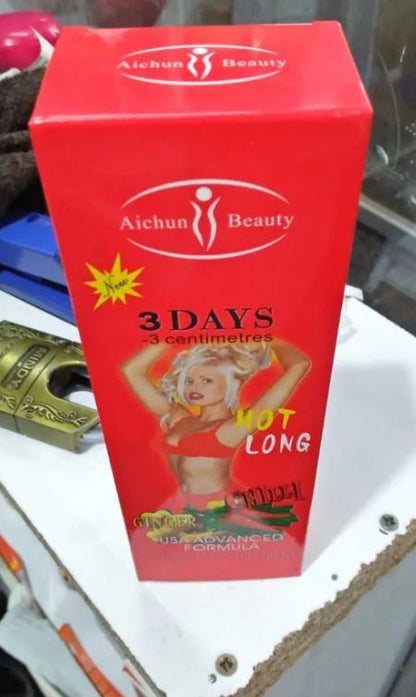 Aichun Beauty
Aichun Beauty
New
3 DAYS
-3 centimetres
HOT
LONG
CHILLI
GINGER
USA ADVANCED
FORMULA